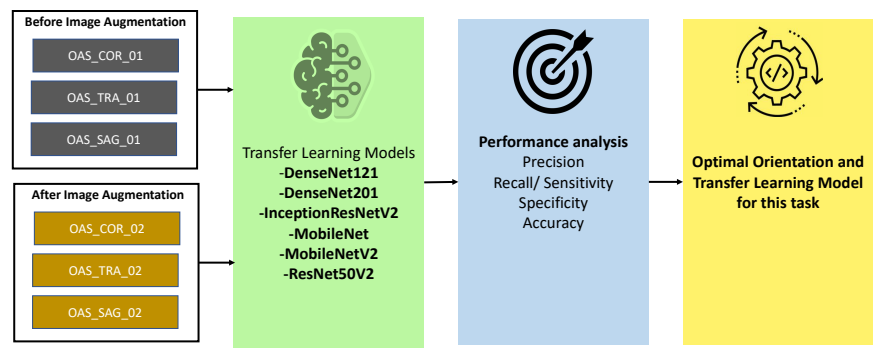 Before Image Augmentation
OAS_COR_01
OAS_TRA_01
OAS_SAG_01
After Image Augmentation
OAS_COR_02
OAS_TRA_02
OAS_SAG_02
Transfer Learning Models
-DenseNet121
-DenseNet201
-InceptionResNetV2
-MobileNet
-MobileNetV2
-ResNet50V2
Performance analysis
Precision
Recall/ Sensitivity
Specificity
Accuracy
</>
Optimal Orientation and
Transfer Learning Model
for this task